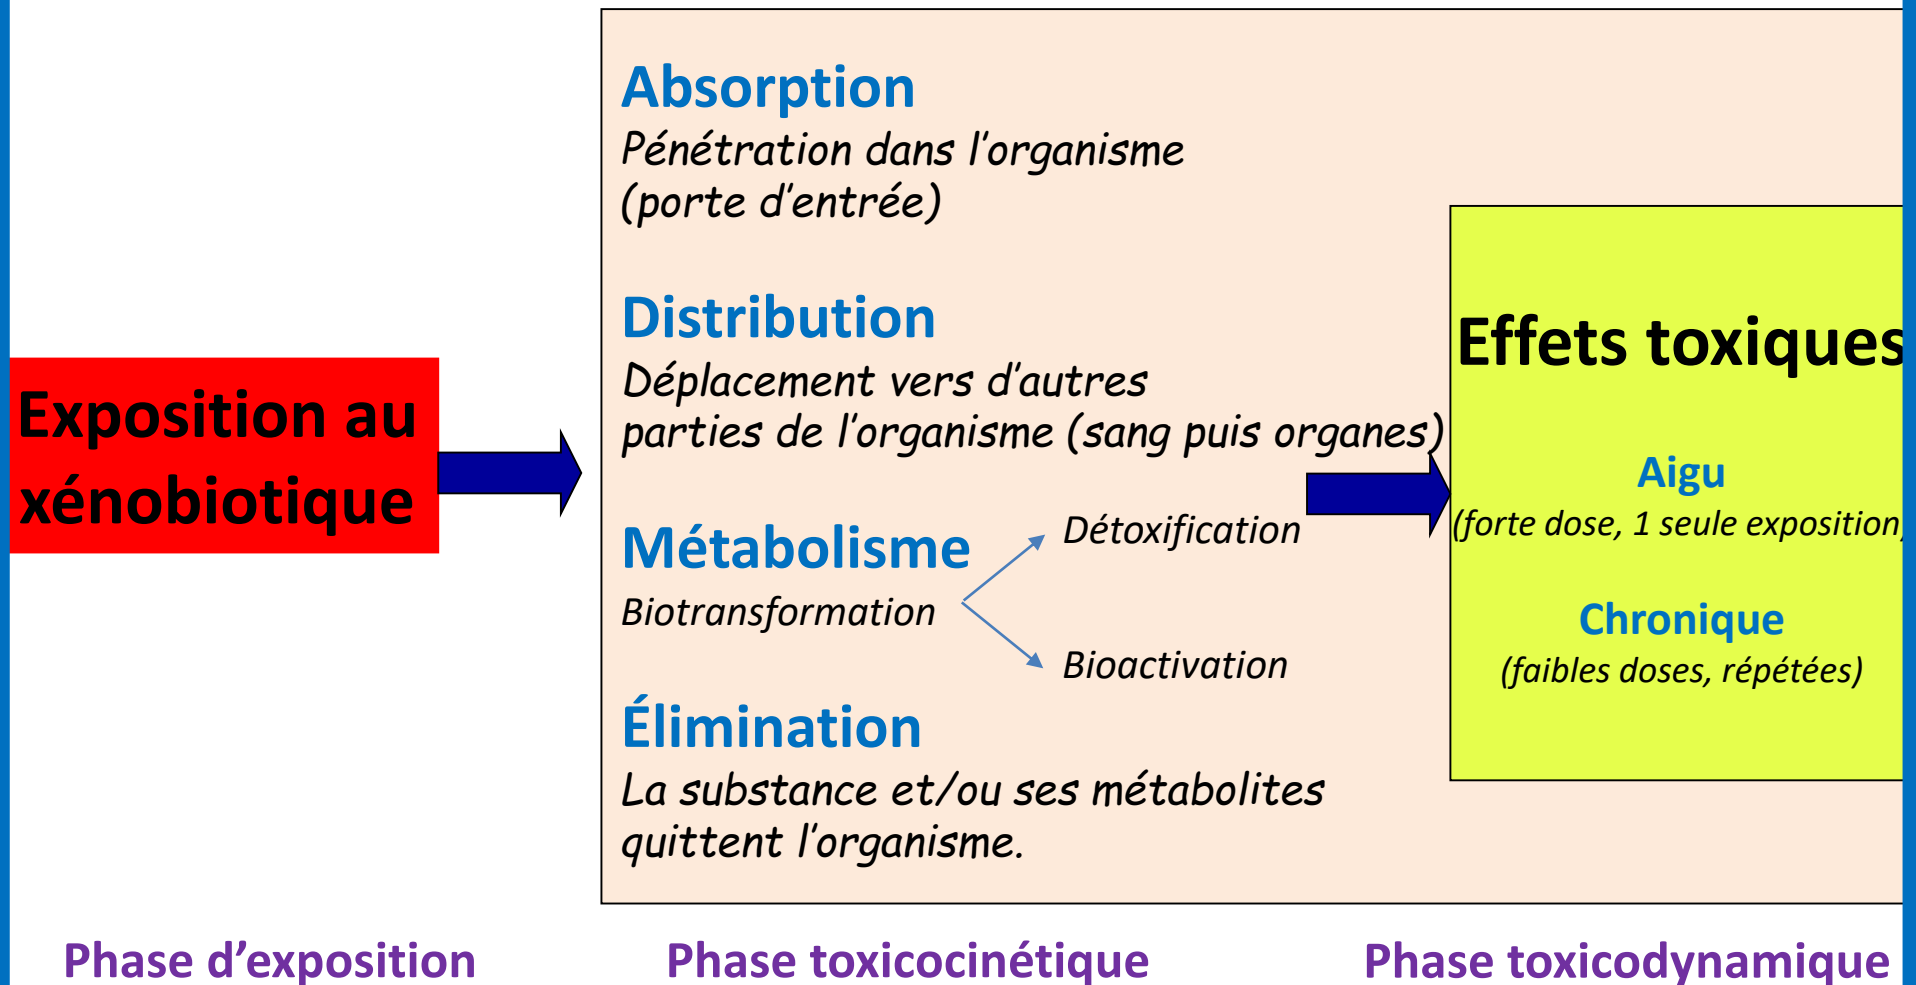 Absorption
Pénétration dans l'organisme
(porte d'entrée)
Distribution
Déplacement vers d'autres
parties de l'organisme (sang puis organes)
Métabolisme
Biotransformation
Détoxification
Bioactivation
Élimination
La substance et/ou ses métabolites
quittent l'organisme.
Exposition au
xénobiotique
Effets toxiques
Aigu
(forte dose, 1 seule exposition)
Chronique
(faibles doses, répétées)
Phase d’exposition
Phase toxicocinétique
Phase toxicodynamique